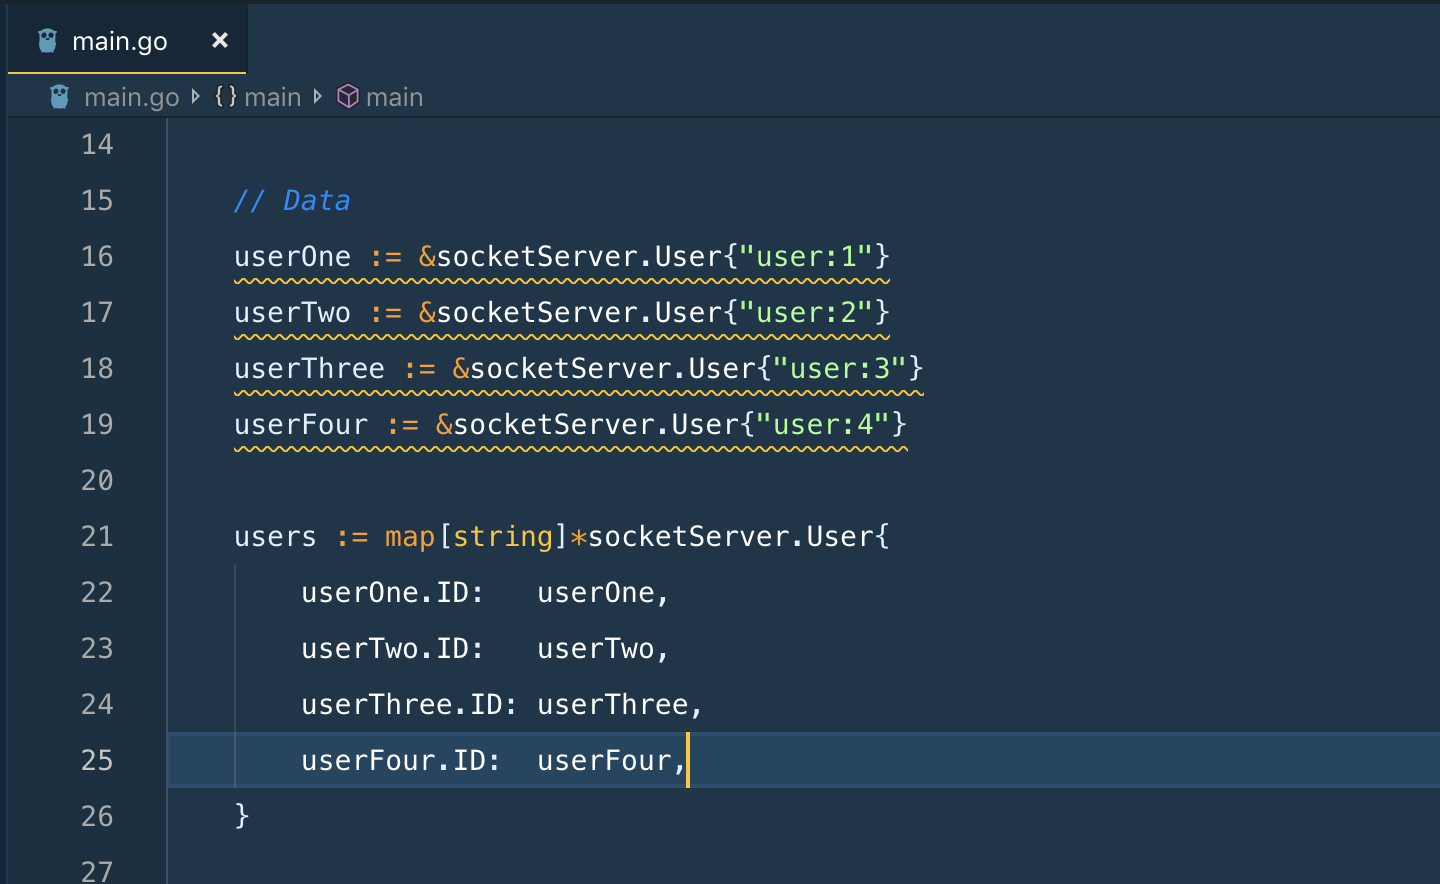 main.go ×
main.go {} main main
14
15 // Data
16 userOne := &socketServer.User{"user:1"}
17 userTwo := &socketServer.User{"user:2"}
18 userThree := &socketServer.User{"user:3"}
19 userFour := &socketServer.User{"user:4"}
20
21 users := map[string]*socketServer.User{
22 userOne.ID:   userOne,
23 userTwo.ID:   userTwo,
24 userThree.ID: userThree,
25 userFour.ID:  userFour,
26 }
27